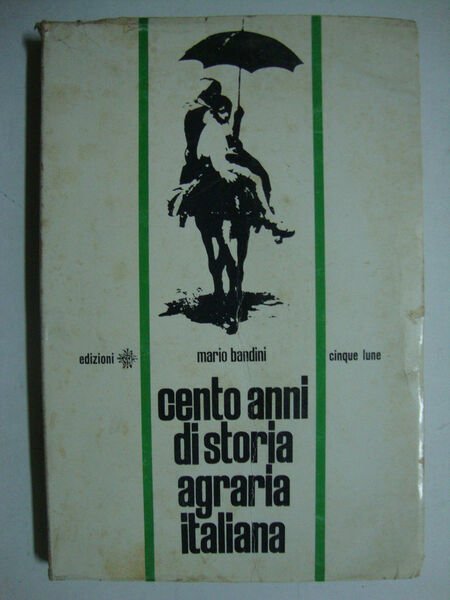 edizioni
mario bandini
cinque lune
cento anni
di storia
agraria
italiana